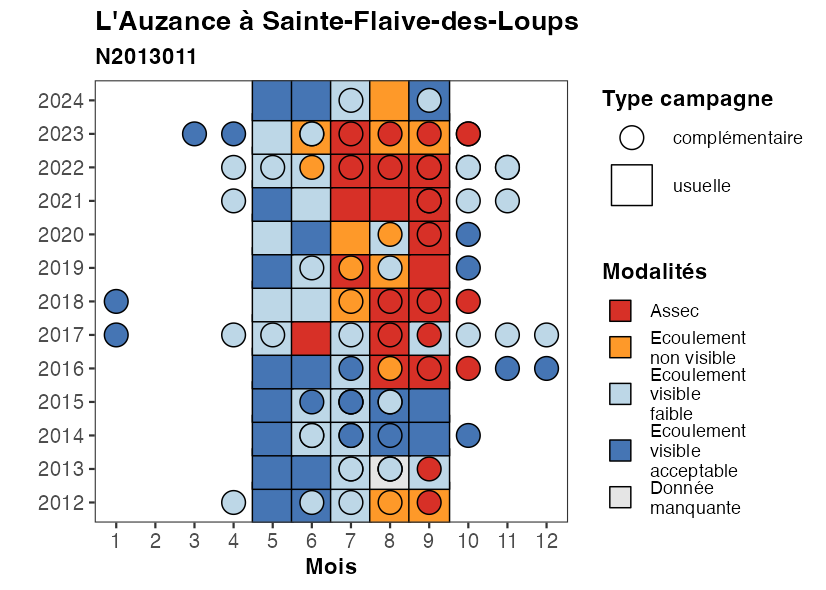 L'Auzance à Sainte-Flaive-des-Loups
N2013011
2024
2023
2022
2021
2020
2019
2018
2017
2016
2015
2014
2013
2012
1 2 3 4 5 6 7 8 9 10 11 12
Mois
Type campagne
complémentaire
usuelle
Modalités
Assec
Ecoulement
non visible
Ecoulement
visible
faible
Ecoulement
visible
acceptable
Donnée
manquante